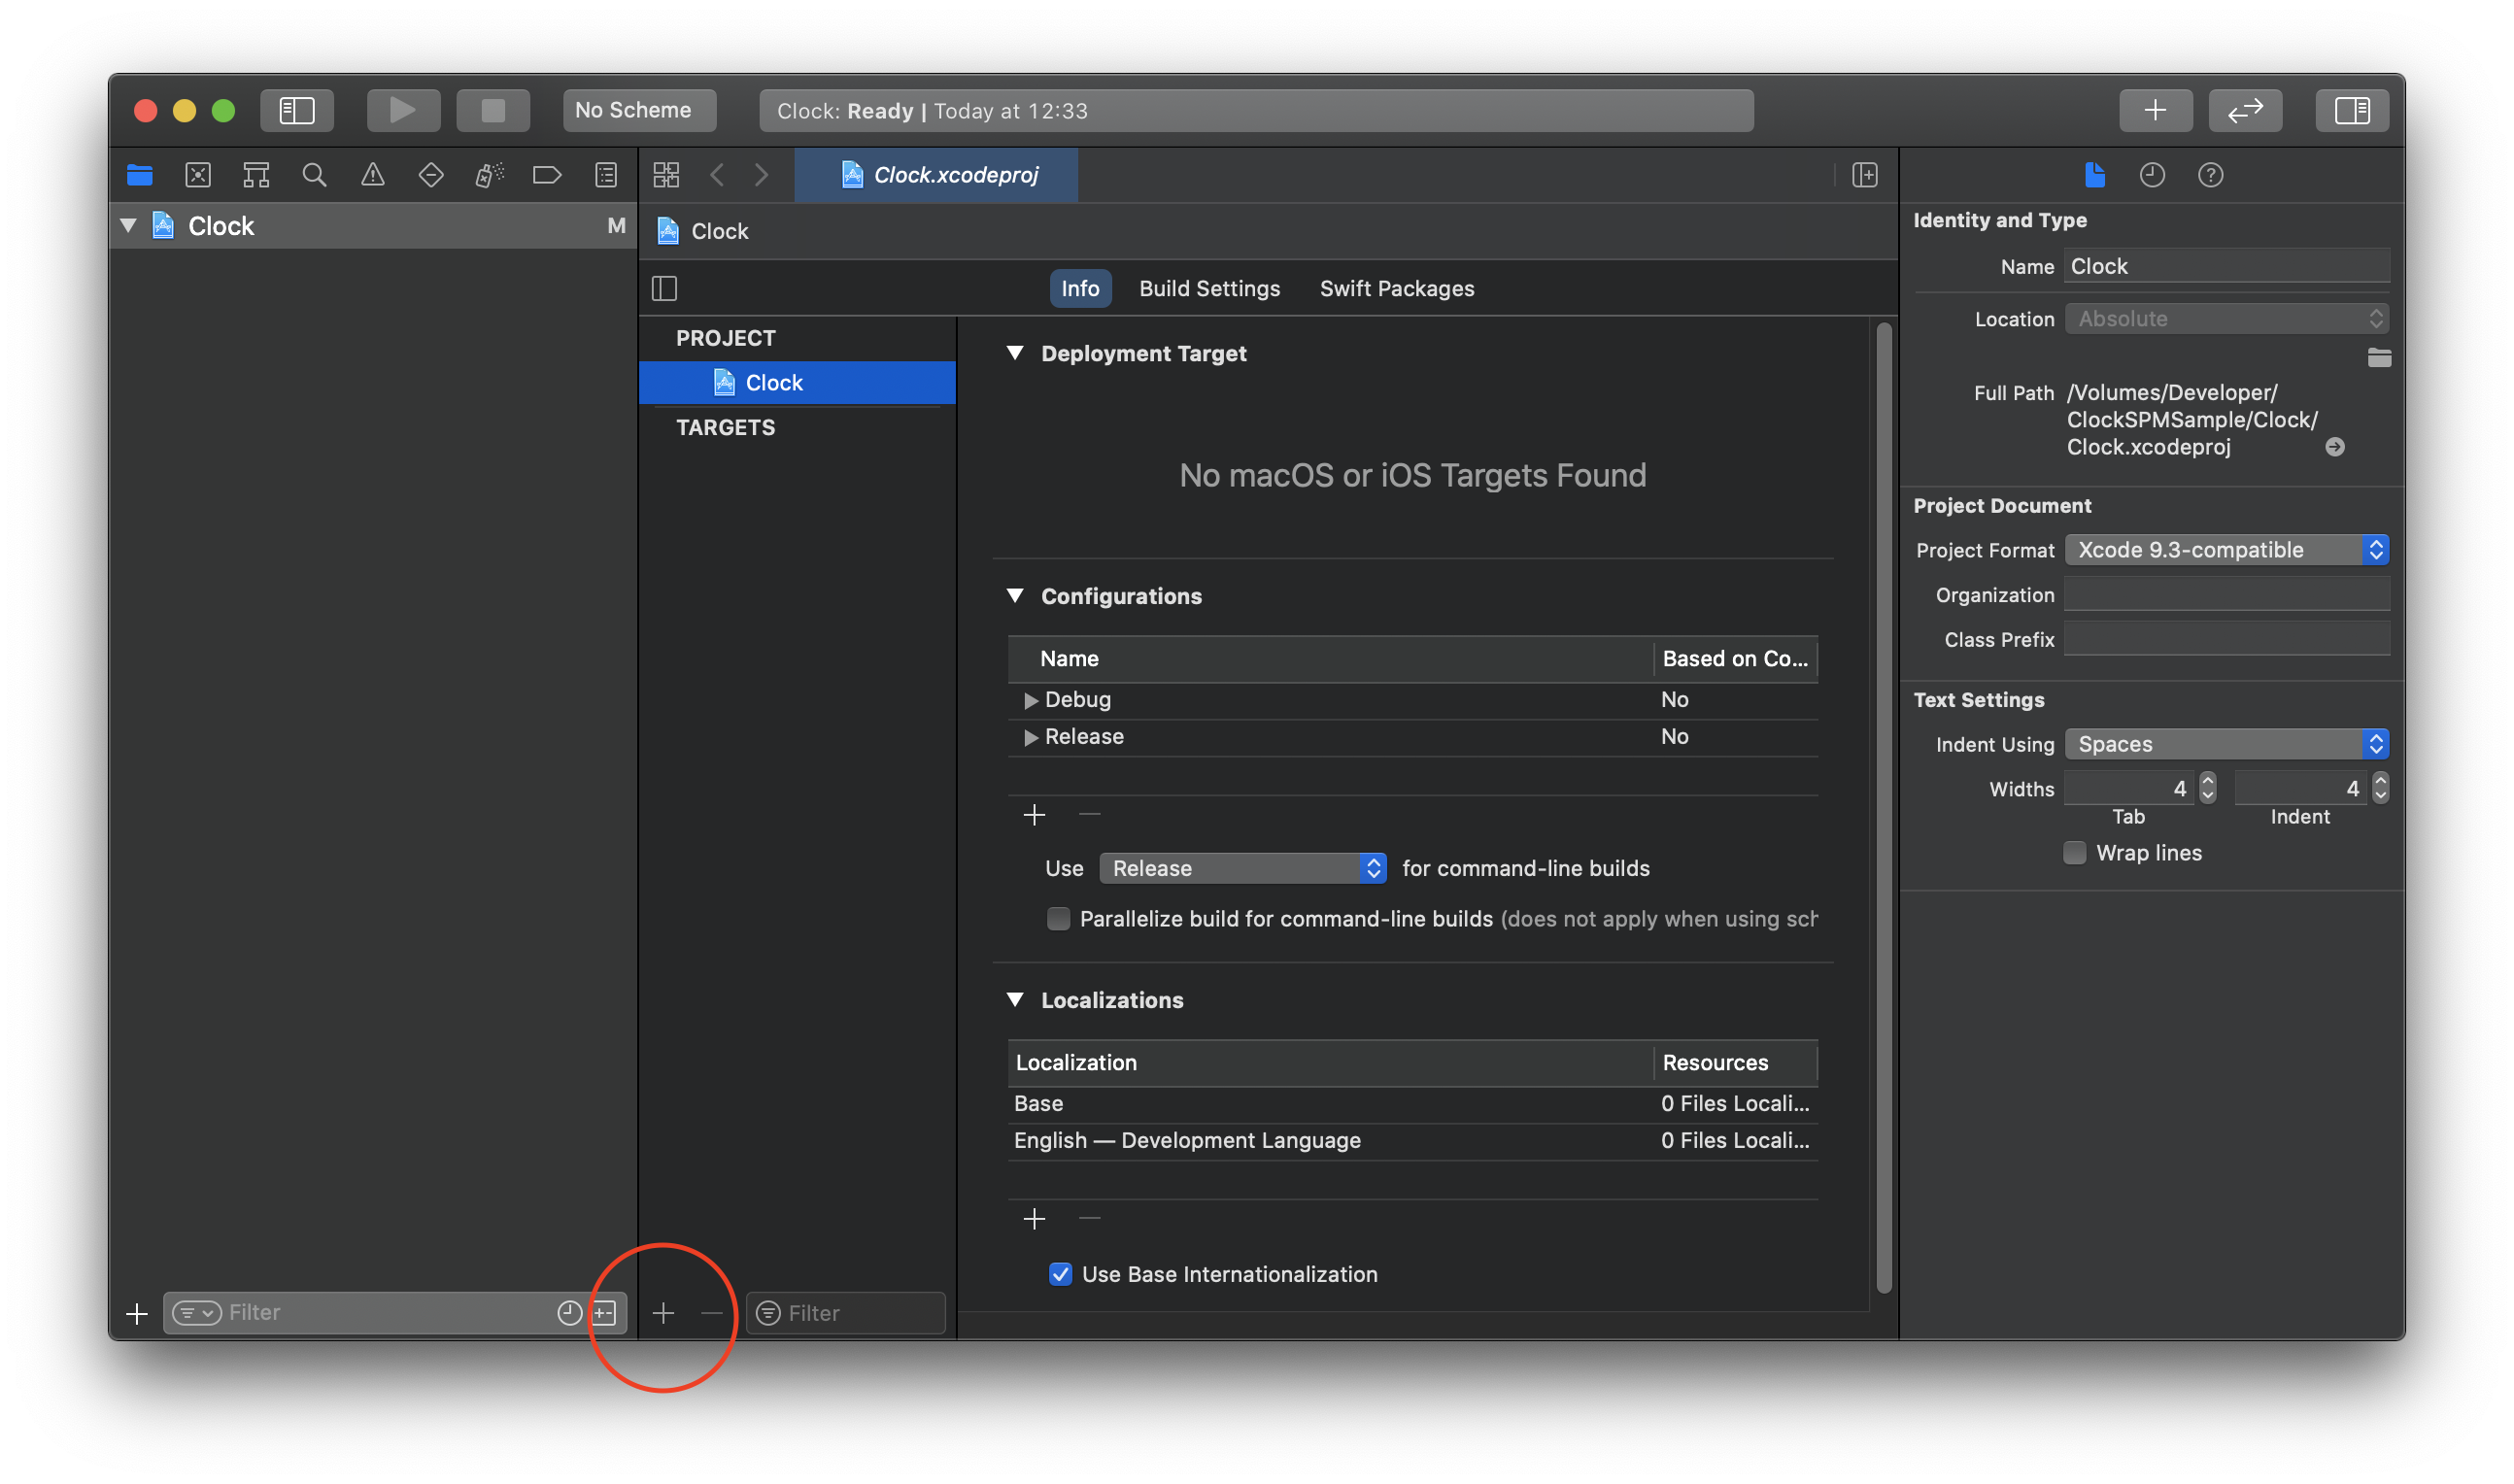 No Scheme
Clock: Ready | Today at 12:33
Clock.xcodeproj
Clock M
Clock
Info Build Settings Swift Packages
PROJECT
Clock
TARGETS
Deployment Target
No macOS or iOS Targets Found
Configurations
Name Based on Co...
Debug No
Release No
Use Release for command-line builds
Parallelize build for command-line builds (does not apply when using sch
Localizations
Localization Resources
Base 0 Files Locali...
English — Development Language 0 Files Locali...
Use Base Internationalization
Filter
Filter
Identity and Type
Name Clock
Location Absolute
Full Path /Volumes/Developer/
ClockSPMSample/Clock/
Clock.xcodeproj
Project Document
Project Format Xcode 9.3-compatible
Organization
Class Prefix
Text Settings
Indent Using Spaces
Widths 4 4
Tab Indent
Wrap lines